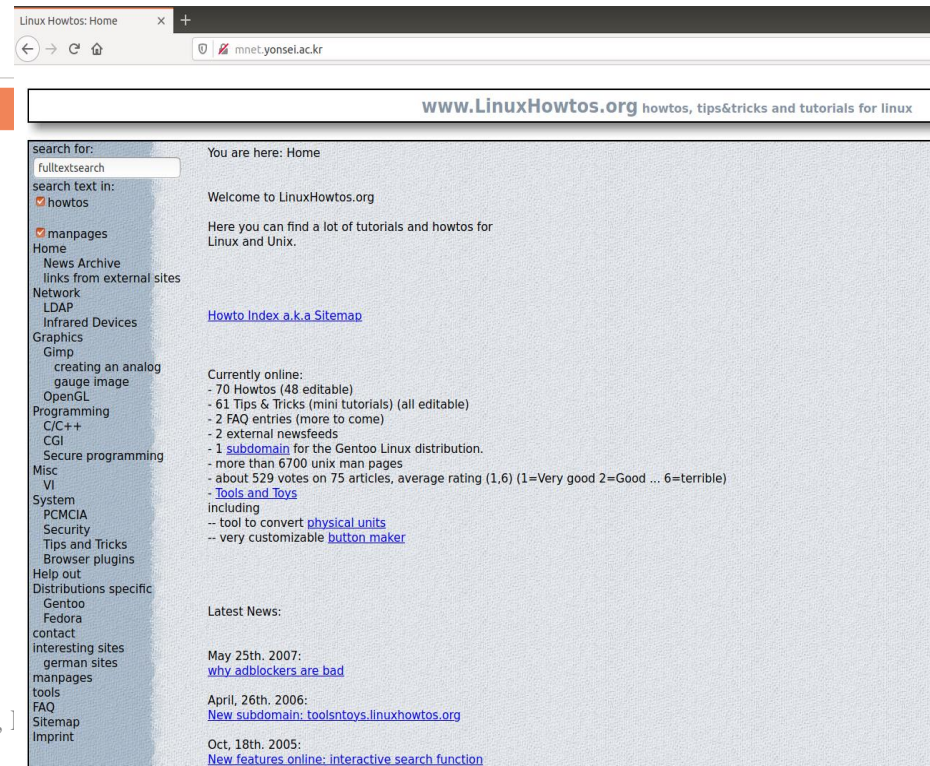 Linux Howtos: Home
mnet.yonsei.ac.kr
www.LinuxHowtos.org howtos, tips&tricks and tutorials for linux
search for:
fulltextsearch
search text in:
howtos
manpages
Home
News Archive
links from external sites
Network
LDAP
Infrared Devices
Graphics
Gimp
creating an analog
gauge image
OpenGL
Programming
C/C++
CGI
Secure programming
Misc
VI
System
PCMCIA
Security
Tips and Tricks
Browser plugins
Help out
Distributions specific
Gentoo
Fedora
contact
interesting sites
german sites
manpages
tools
FAQ
Sitemap
Imprint
You are here: Home
Welcome to LinuxHowtos.org
Here you can find a lot of tutorials and howtos for
Linux and Unix.
Howto Index a.k.a Sitemap
Currently online:
- 70 Howtos (48 editable)
- 61 Tips & Tricks (mini tutorials) (all editable)
- 2 FAQ entries (more to come)
- 2 external newsfeeds
- 1 subdomain for the Gentoo Linux distribution.
- more than 6700 unix man pages
- about 529 votes on 75 articles, average rating (1,6) (1=Very good 2=Good ... 6=terrible)
- Tools and Toys
including
-- tool to convert physical units
-- very customizable button maker
Latest News:
May 25th. 2007:
why adblockers are bad
April, 26th. 2006:
New subdomain: toolsntoys.linuxhowtos.org
Oct, 18th. 2005:
New features online: interactive search function